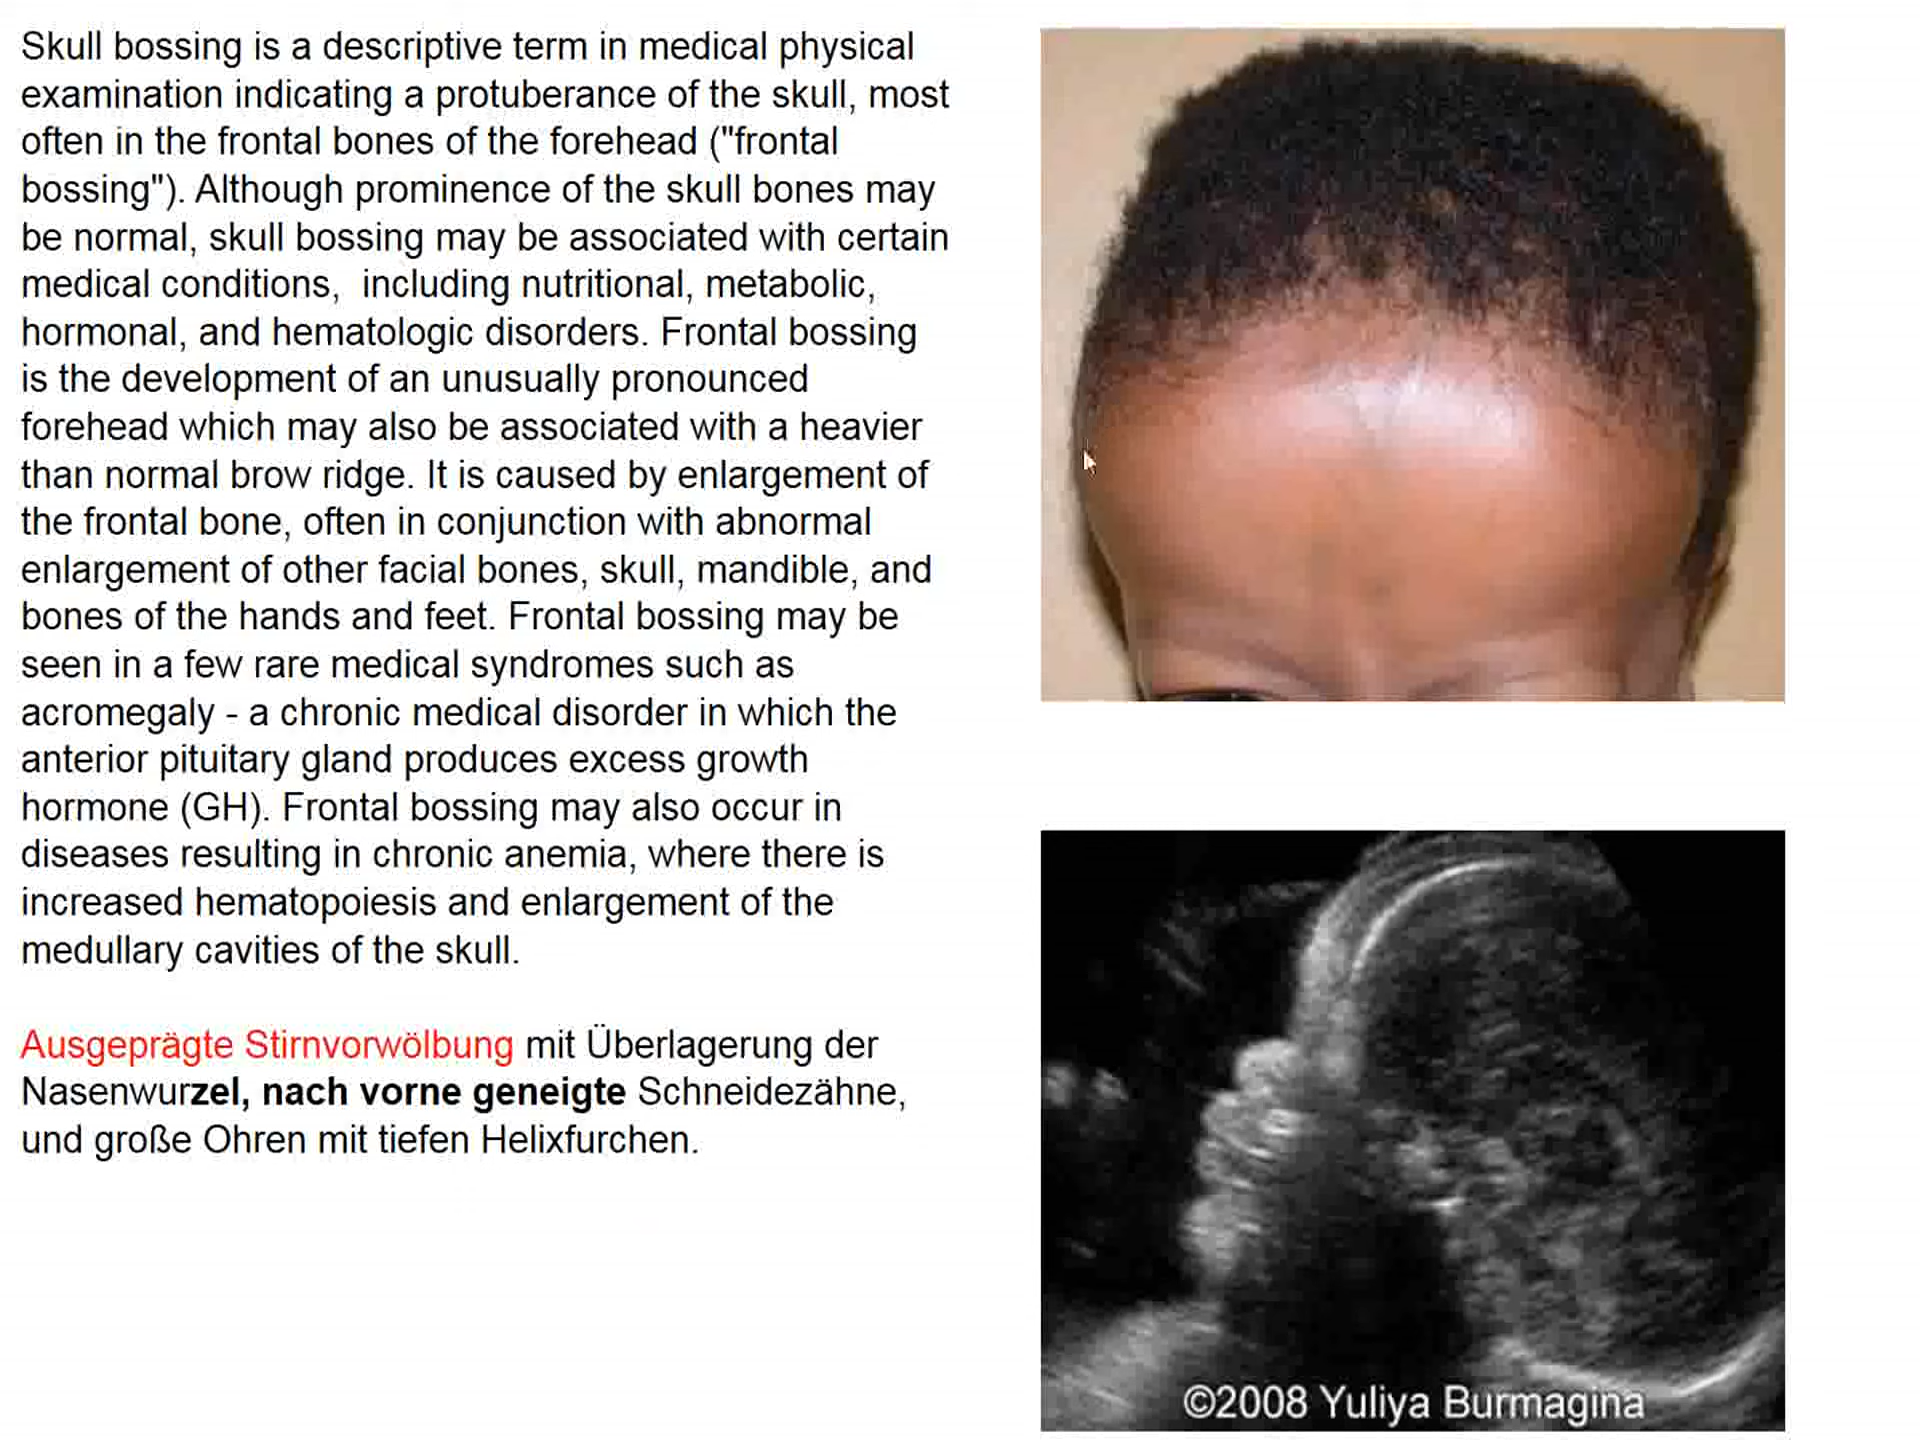 Skull bossing is a descriptive term in medical physical
examination indicating a protuberance of the skull, most
often in the frontal bones of the forehead ("frontal
bossing"). Although prominence of the skull bones may
be normal, skull bossing may be associated with certain
medical conditions,  including nutritional, metabolic,
hormonal, and hematologic disorders. Frontal bossing
is the development of an unusually pronounced
forehead which may also be associated with a heavier
than normal brow ridge. It is caused by enlargement of
the frontal bone, often in conjunction with abnormal
enlargement of other facial bones, skull, mandible, and
bones of the hands and feet. Frontal bossing may be
seen in a few rare medical syndromes such as
acromegaly - a chronic medical disorder in which the
anterior pituitary gland produces excess growth
hormone (GH). Frontal bossing may also occur in
diseases resulting in chronic anemia, where there is
increased hematopoiesis and enlargement of the
medullary cavities of the skull.
Ausgeprägte Stirnvorwölbung mit Überlagerung der
Nasenwurzel, nach vorne geneigte Schneidezähne,
und große Ohren mit tiefen Helixfurchen.
©2008 Yuliya Burmagina